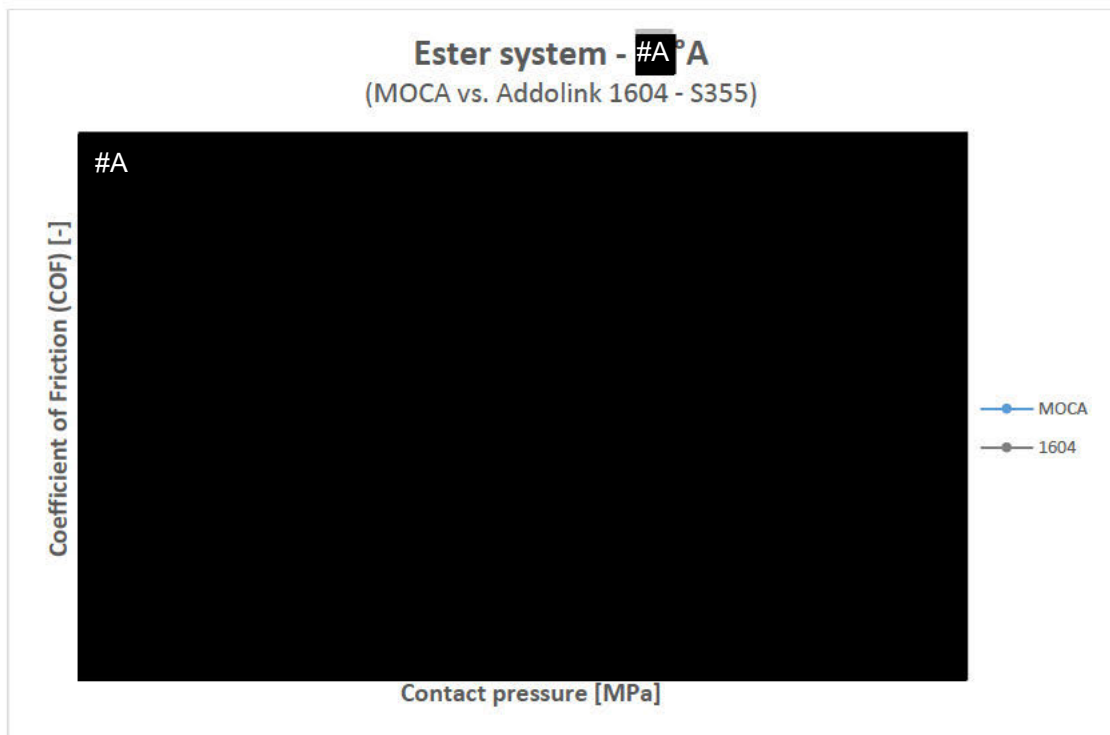 Ester system - #A °A
(MOCA vs. Addolink 1604 - S355)
#A
Coefficient of Friction (COF) [-]
MOCA
1604
Contact pressure [MPa]